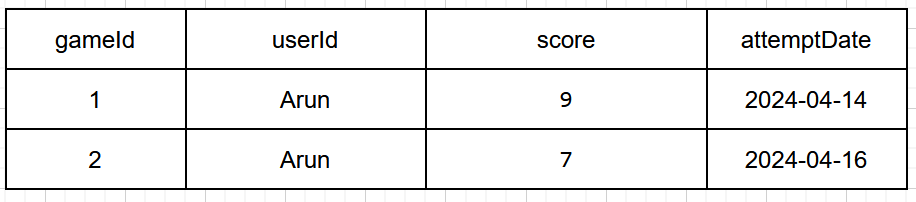 gameId userId score attemptDate
1 Arun 9 2024-04-14
2 Arun 7 2024-04-16